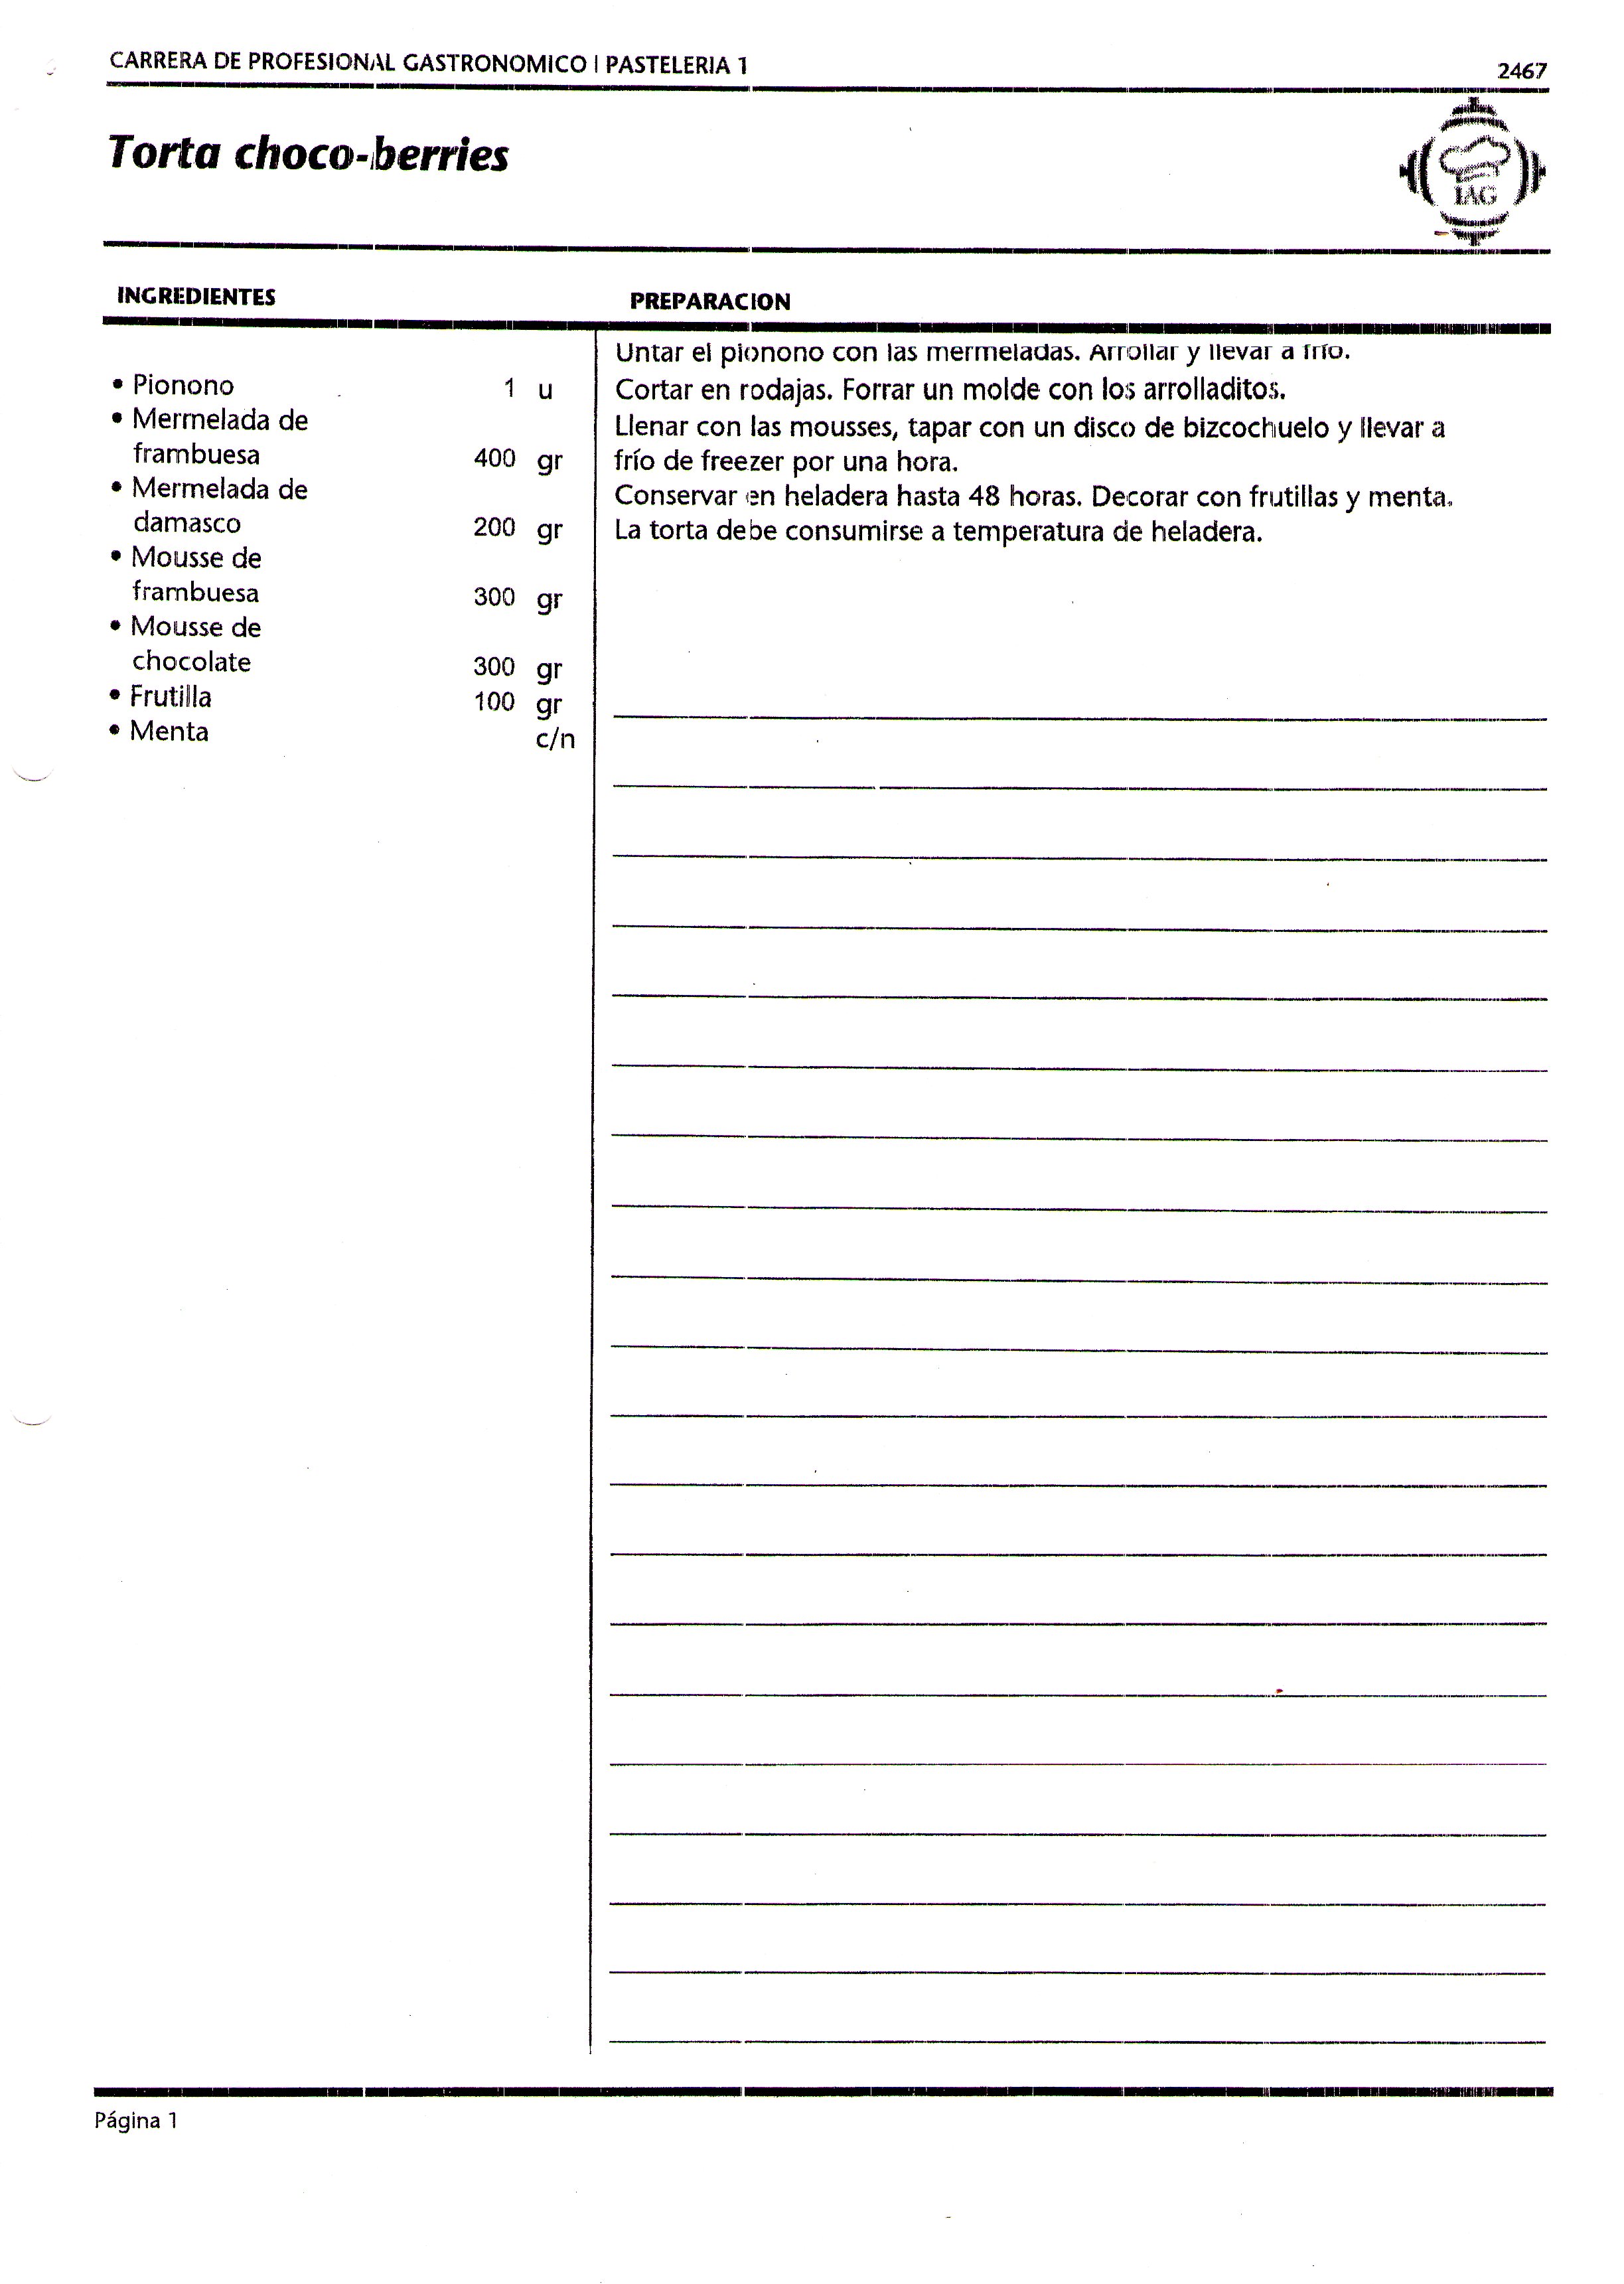 CARRERA DE PROFESIONAL GASTRONOMICO | PASTELERIA 1
2467
Torta choco-berries
IAG
INGREDIENTES
PREPARACION
• Pionono 1 u
• Mermelada de
frambuesa 400 gr
• Mermelada de
damasco 200 gr
• Mousse de
frambuesa 300 gr
• Mousse de
chocolate 300 gr
• Frutilla 100 gr
• Menta c/n
Untar el pionono con las mermeladas. Arrollar y llevar a frío.
Cortar en rodajas. Forrar un molde con los arrolladitos.
Llenar con las mousses, tapar con un disco de bizcochuelo y llevar a
frío de freezer por una hora.
Conservar en heladera hasta 48 horas. Decorar con frutillas y menta.
La torta debe consumirse a temperatura de heladera.
Página 1